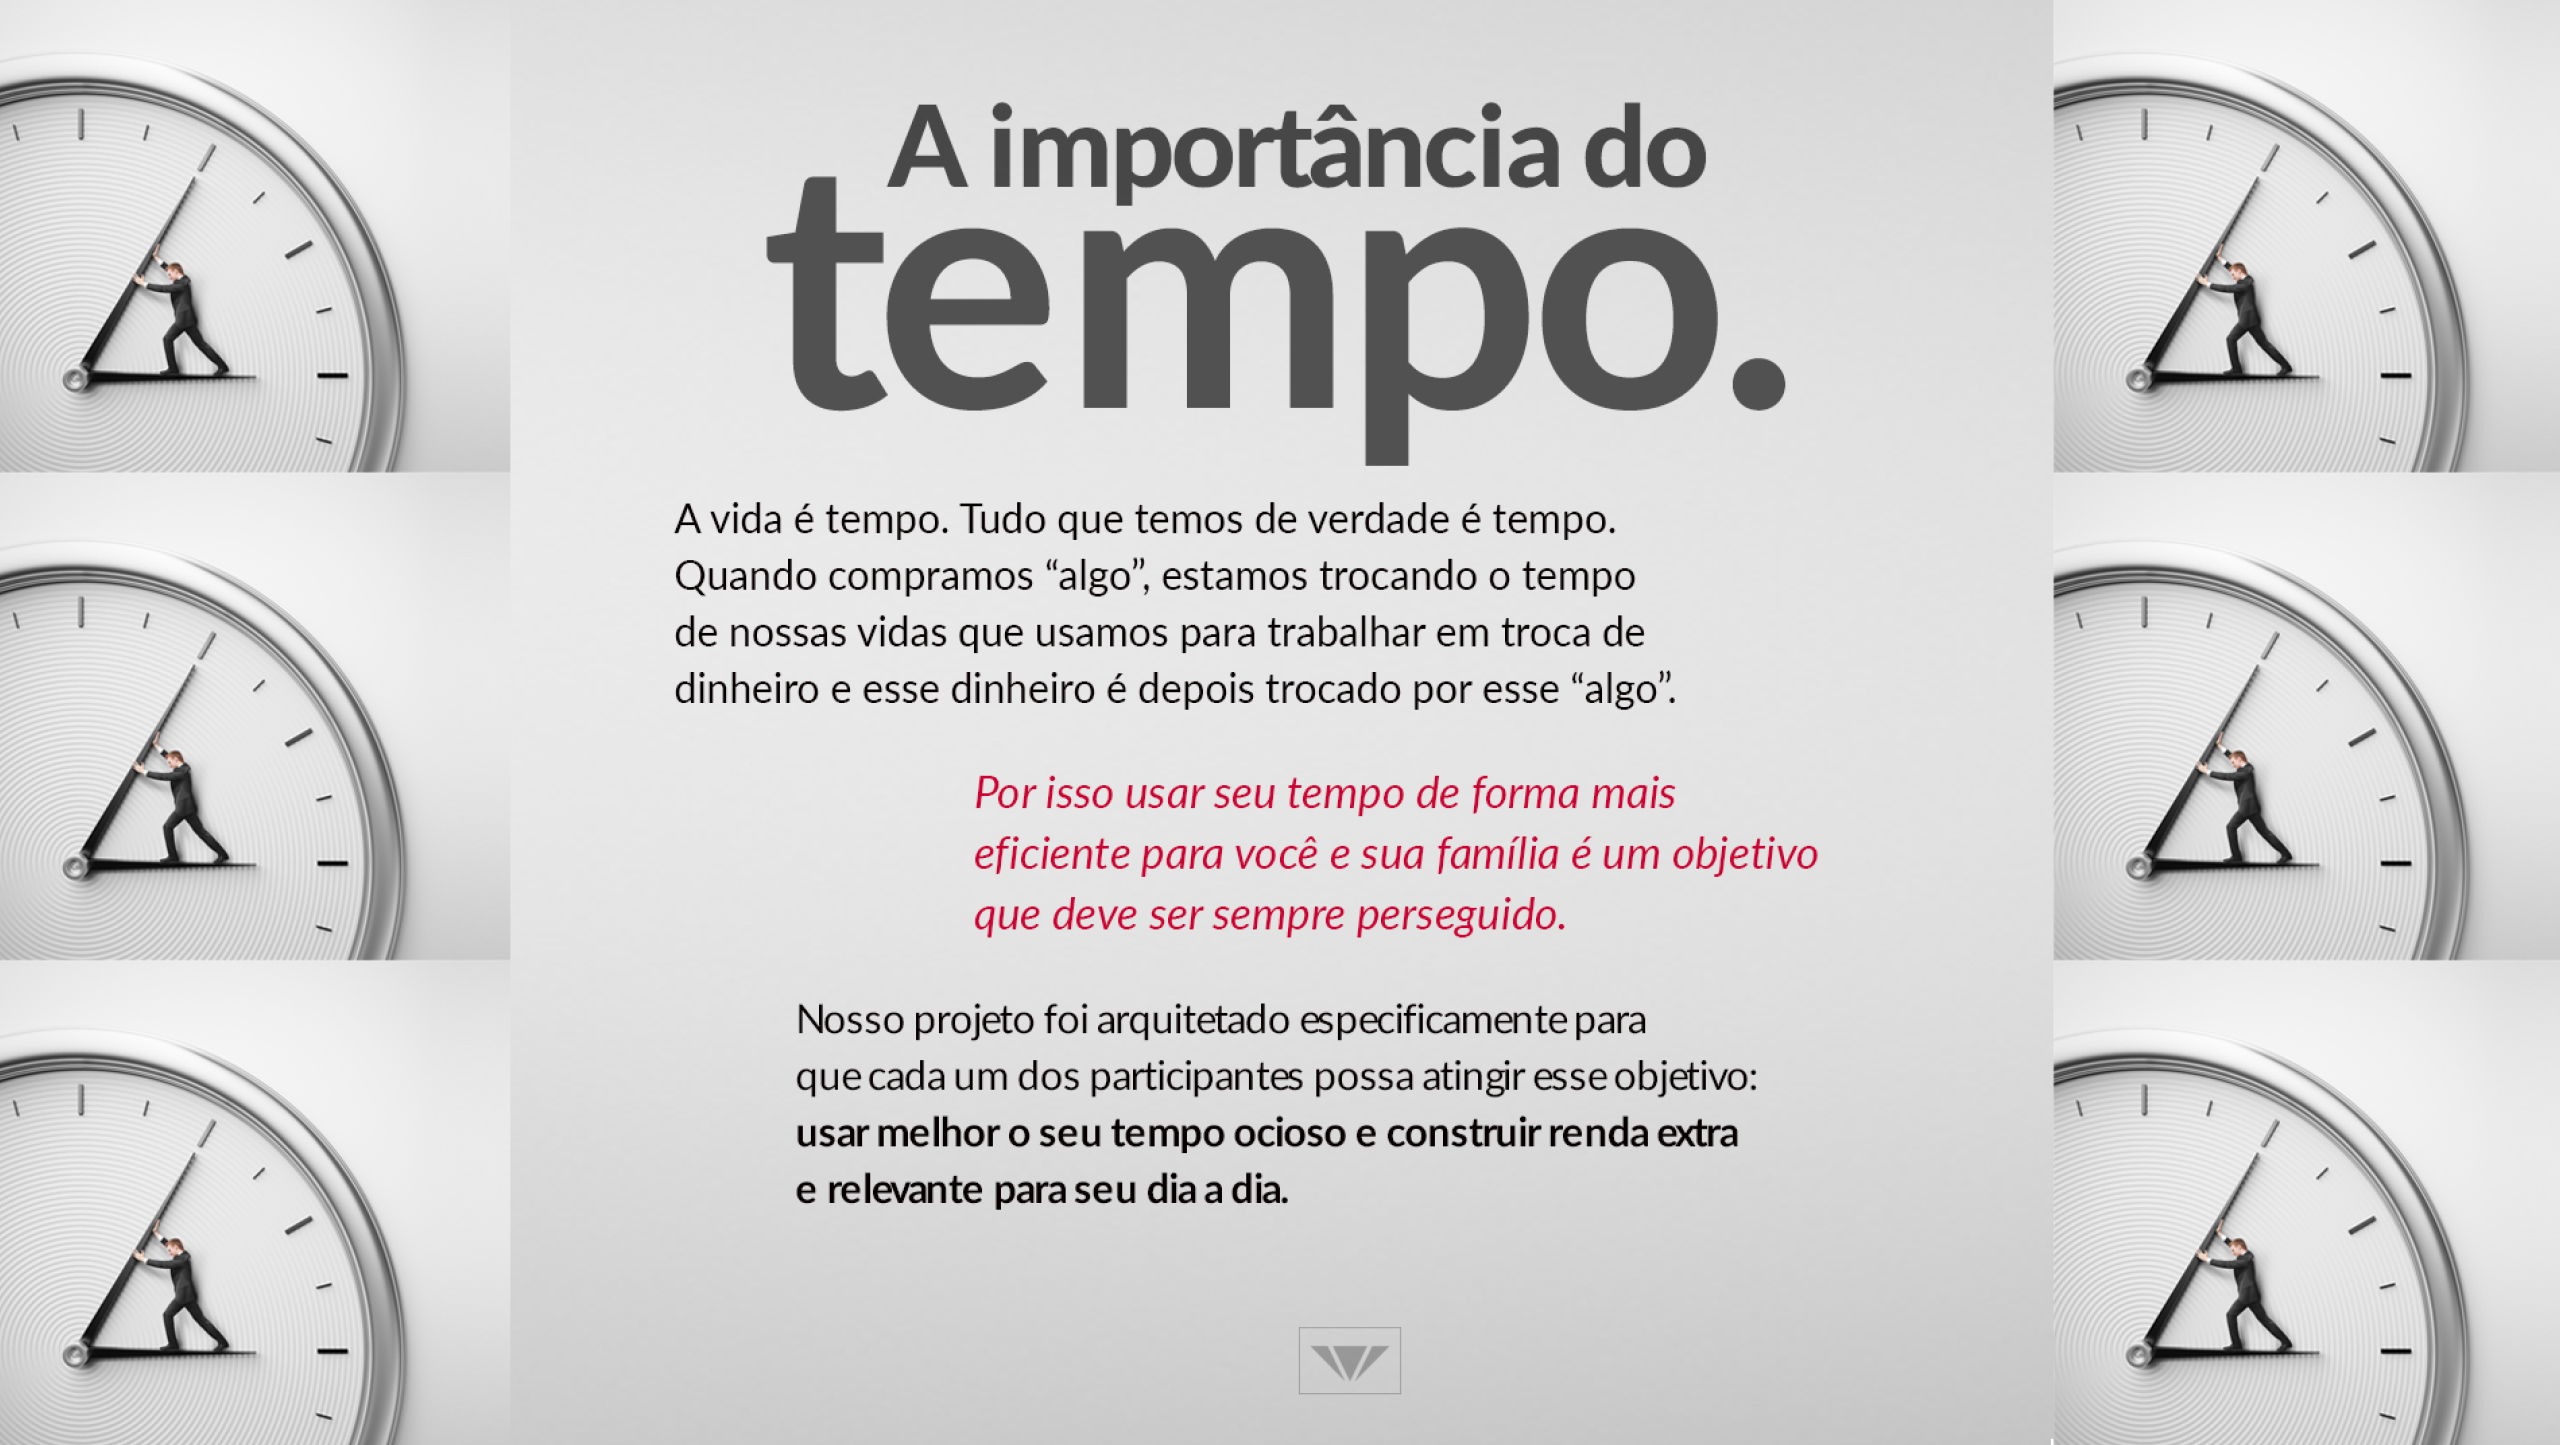 A importância do
tempo.
A vida é tempo. Tudo que temos de verdade é tempo.
Quando compramos “algo”, estamos trocando o tempo
de nossas vidas que usamos para trabalhar em troca de
dinheiro e esse dinheiro é depois trocado por esse “algo”.
Por isso usar seu tempo de forma mais
eficiente para você e sua família é um objetivo
que deve ser sempre perseguido.
Nosso projeto foi arquitetado especificamente para
que cada um dos participantes possa atingir esse objetivo:
usar melhor o seu tempo ocioso e construir renda extra
e relevante para seu dia a dia.